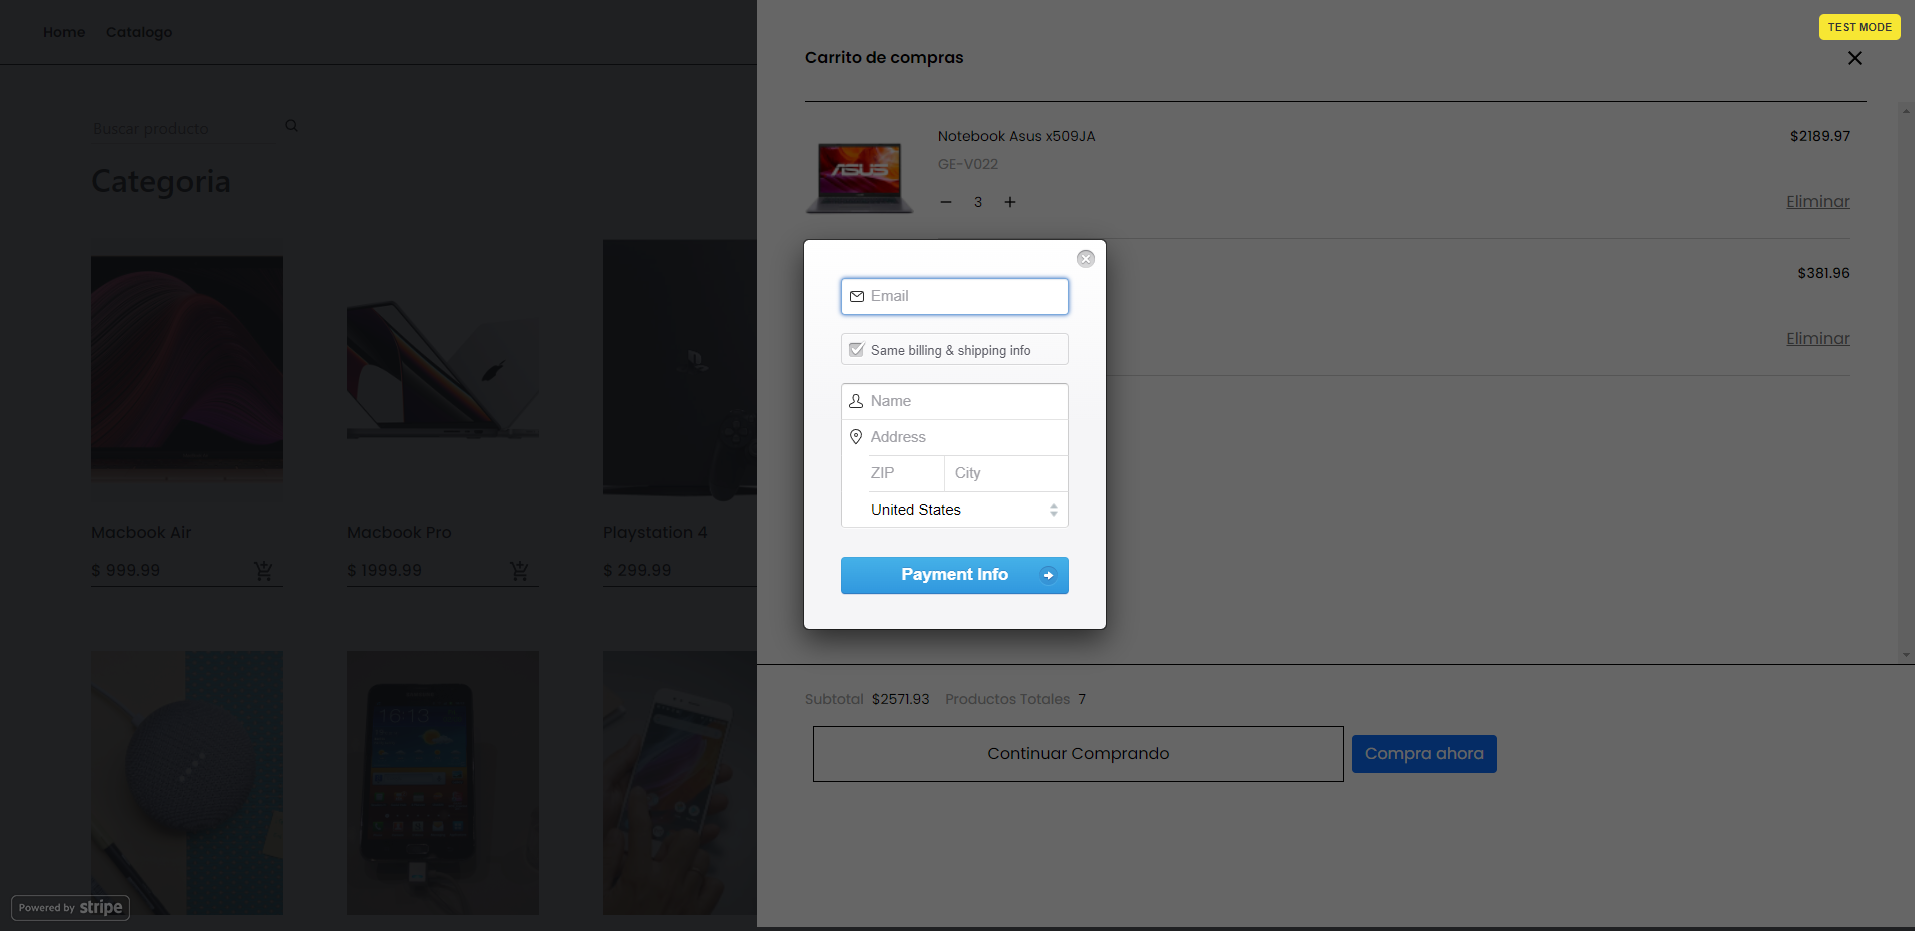 Home Catalogo
TEST MODE
Carrito de compras
Buscar producto
Categoria
Macbook Air
$ 999.99
Macbook Pro
$ 1999.99
Playstation 4
$ 299.99
16:13
ASUS
Notebook Asus x509JA
$2189.97
GE-V022
3
Eliminar
$381.96
Eliminar
Email
Same billing & shipping info
Name
Address
ZIP City
United States
Payment Info
Subtotal $2571.93 Productos Totales 7
Continuar Comprando
Compra ahora
Powered by stripe